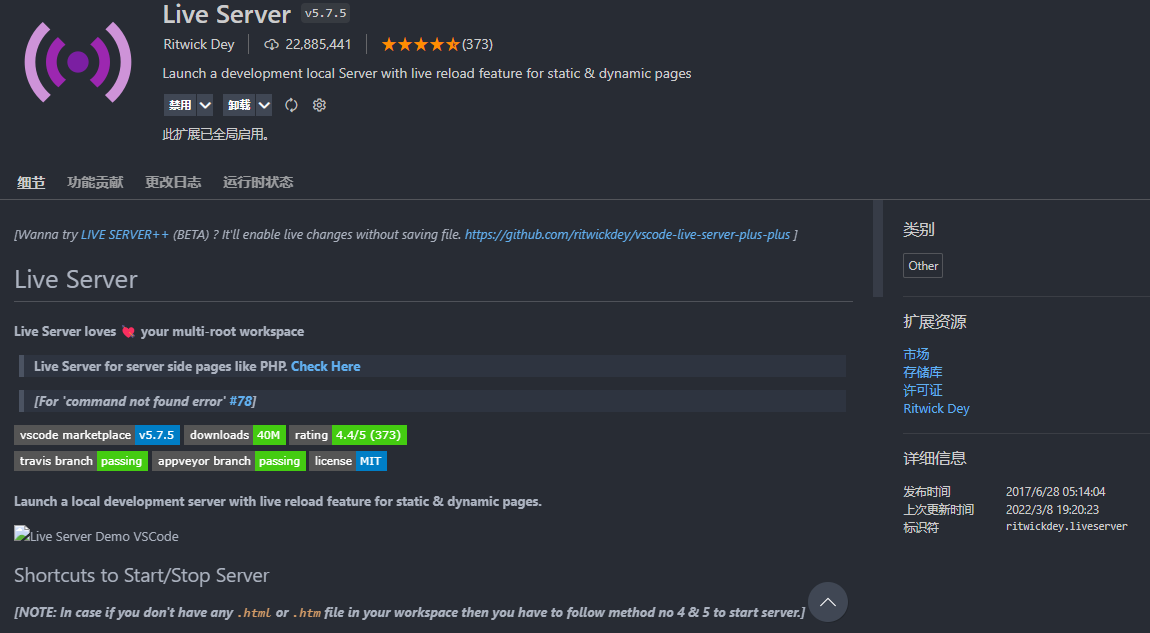 Live Server v5.7.5
Ritwick Dey 22,885,441 (373)
Launch a development local Server with live reload feature for static & dynamic pages
禁用 卸载
此扩展已全局启用。
细节 功能贡献 更改日志 运行时状态
[Wanna try LIVE SERVER++ (BETA) ? It'll enable live changes without saving file. https://github.com/ritwickdey/vscode-live-server-plus-plus ]
Live Server
Live Server loves 💘 your multi-root workspace
Live Server for server side pages like PHP. Check Here
[For 'command not found error' #78]
vscode marketplace v5.7.5 downloads 40M rating 4.4/5 (373)
travis branch passing appveyor branch passing license MIT
Launch a local development server with live reload feature for static & dynamic pages.
Live Server Demo VSCode
Shortcuts to Start/Stop Server
[NOTE: In case if you don't have any .html or .htm file in your workspace then you have to follow method no 4 & 5 to start server.]
类别
Other
扩展资源
市场
存储库
许可证
Ritwick Dey
详细信息
发布时间 2017/6/28 05:14:04
上次更新时间 2022/3/8 19:20:23
标识符 ritwickdey.liveserver